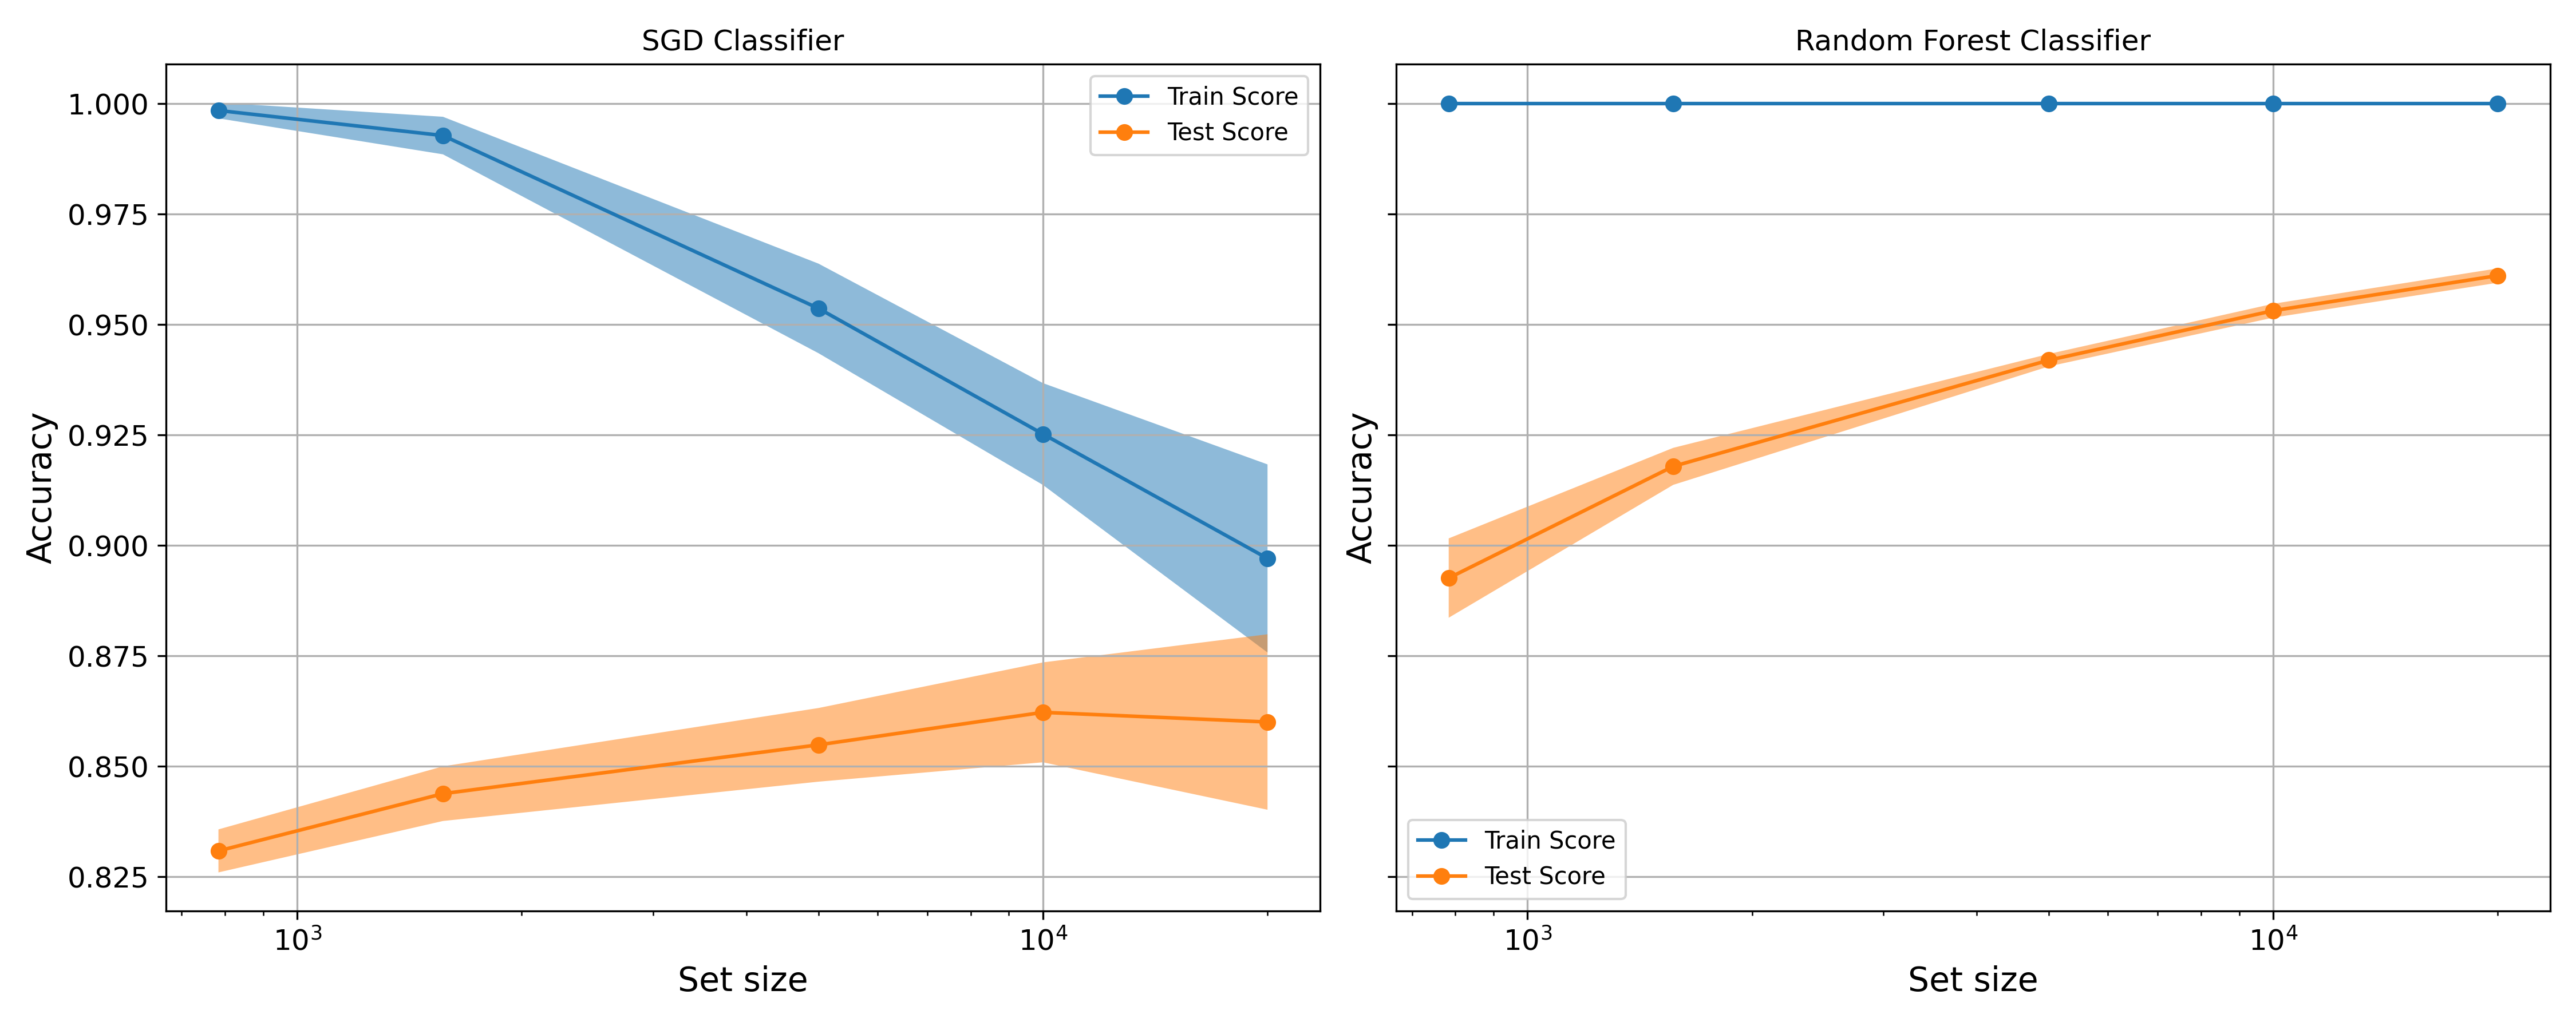 SGD Classifier
Accuracy
1.000
0.975
0.950
0.925
0.900
0.875
0.850
0.825
Train Score
Test Score
10³
10⁴
Set size
Random Forest Classifier
Accuracy
Train Score
Test Score
10³
10⁴
Set size